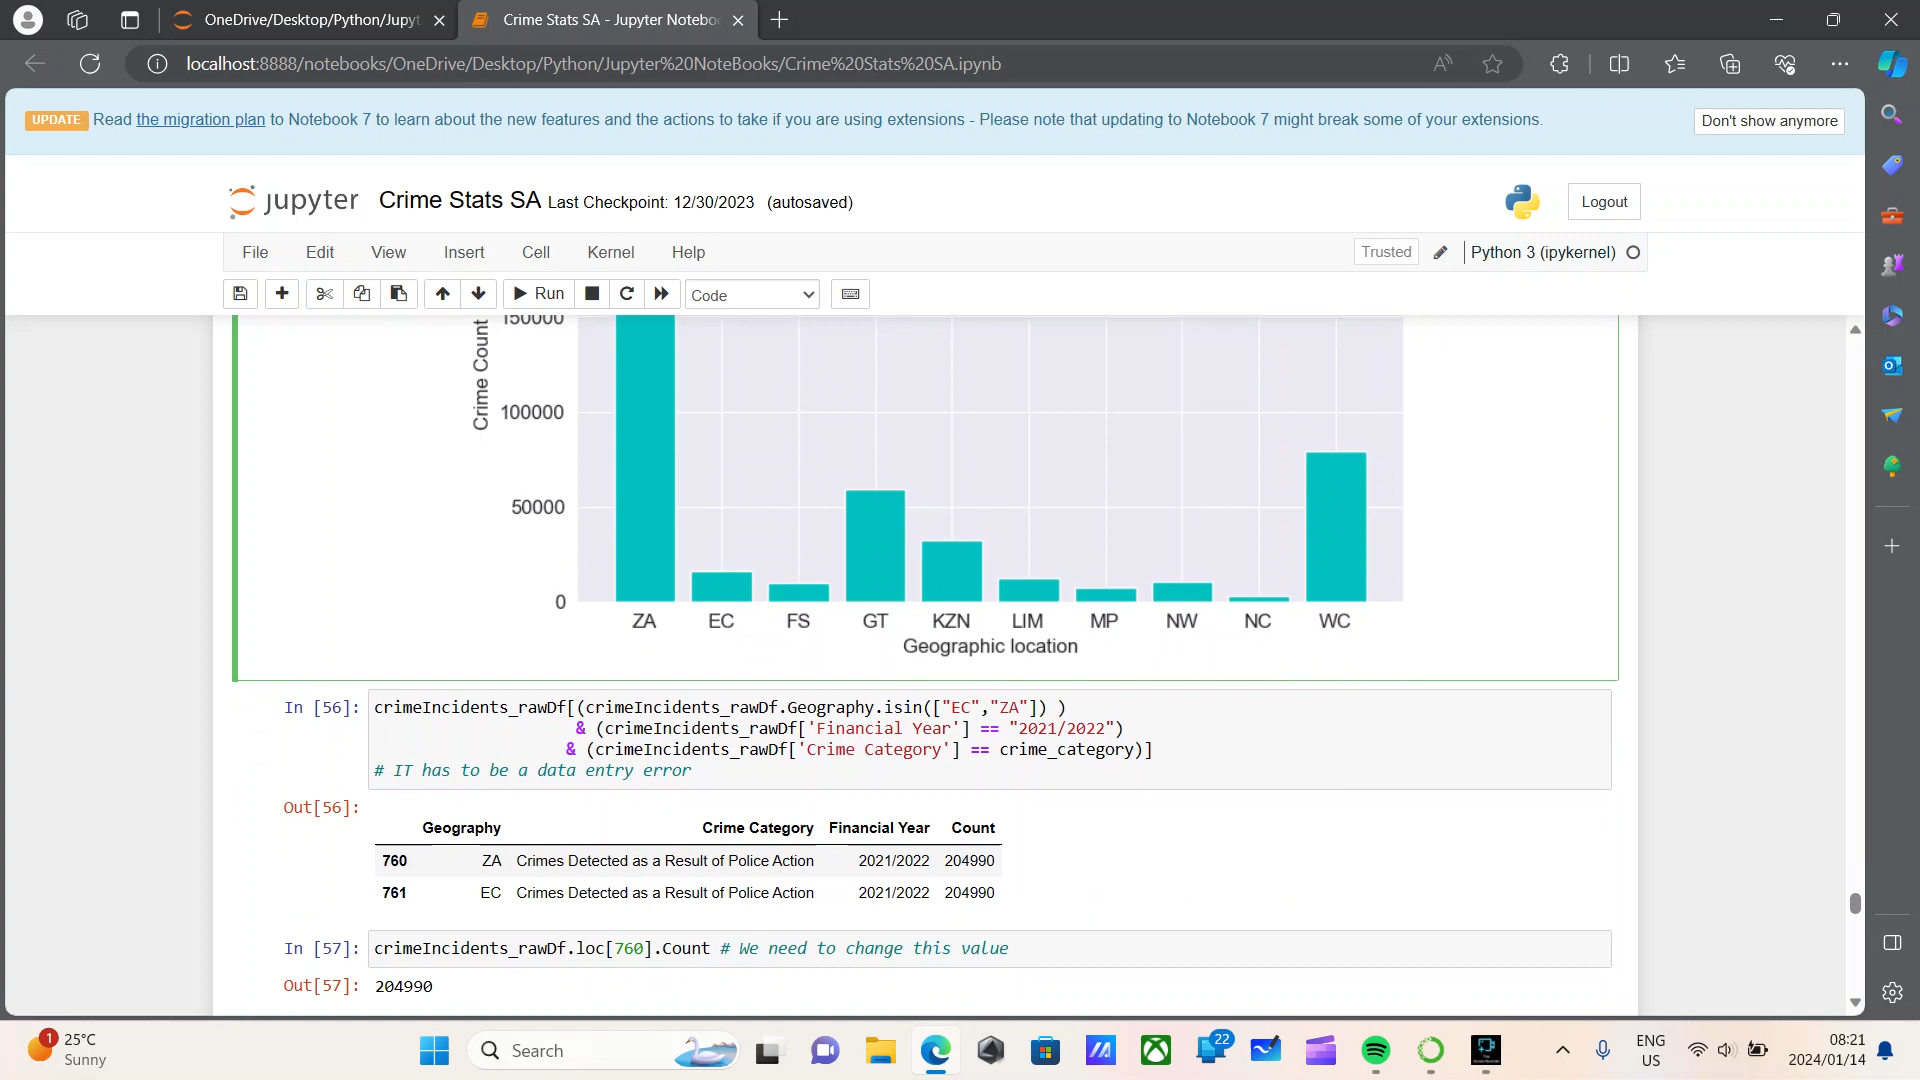 OneDrive/Desktop/Python/Jupyt
Crime Stats SA - Jupyter Notebo
localhost:8888/notebooks/OneDrive/Desktop/Python/Jupyter%20NoteBooks/Crime%20Stats%20SA.ipynb
UPDATE Read the migration plan to Notebook 7 to learn about the new features and the actions to take if you are using extensions - Please note that updating to Notebook 7 might break some of your extensions.
Don't show anymore
jupyter Crime Stats SA Last Checkpoint: 12/30/2023 (autosaved)
Logout
File Edit View Insert Cell Kernel Help
Trusted Python 3 (ipykernel)
Run Code
150000
Crime Count
100000
50000
0
ZA EC FS GT KZN LIM MP NW NC WC
Geographic location
In [56]: crimeIncidents_rawDf[(crimeIncidents_rawDf.Geography.isin(["EC","ZA"]) )
& (crimeIncidents_rawDf['Financial Year'] == "2021/2022")
& (crimeIncidents_rawDf['Crime Category'] == crime_category)]
# IT has to be a data entry error
Out[56]:
Geography Crime Category Financial Year Count
760 ZA Crimes Detected as a Result of Police Action 2021/2022 204990
761 EC Crimes Detected as a Result of Police Action 2021/2022 204990
In [57]: crimeIncidents_rawDf.loc[760].Count # We need to change this value
Out[57]: 204990
1
25°C
Sunny
Search
22
ENG
US
08:21
2024/01/14